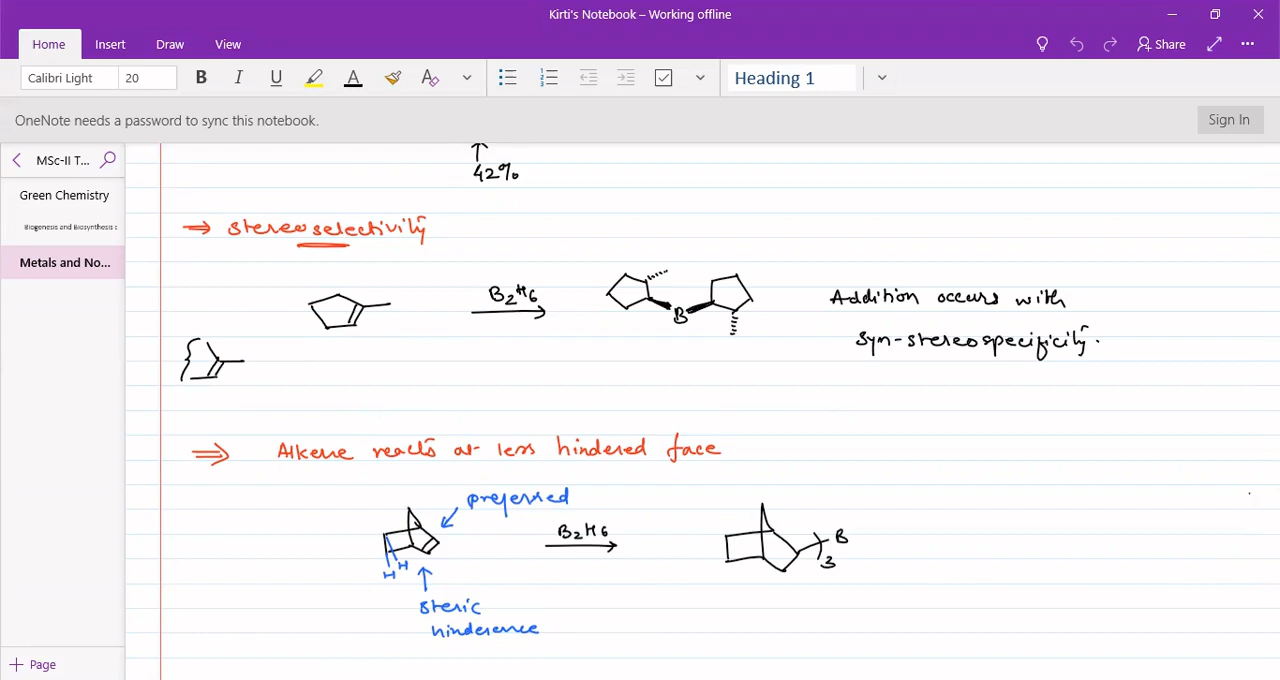 Kirti's Notebook – Working offline
Home Insert Draw View Share
Calibri Light 20 B I U A Heading 1
OneNote needs a password to sync this notebook. Sign In
MSc-II T...
Green Chemistry
Biogenesis and Biosynthesis c
Metals and No...
Page
42%
⇒ Stereoselectivity
B2H6
B
Addition occurs with
syn-stereospecificity.
⇒ Alkene reacts at less hindered face
preferred
B2H6
B
3
H H
steric
hinderence